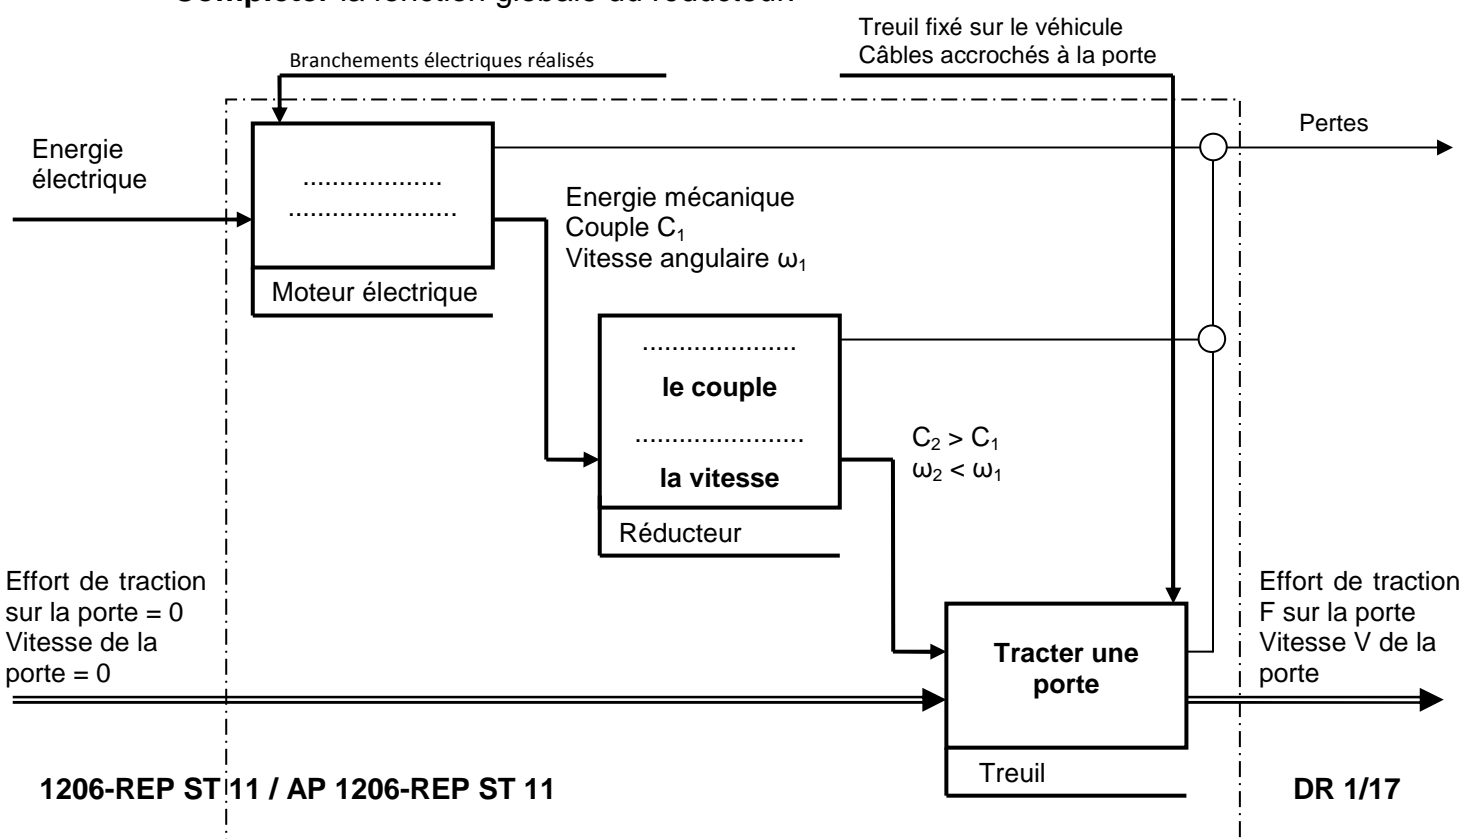 Compléter la fonction globale du réducteur.
Treuil fixé sur le véhicule
Câbles accrochés à la porte
Branchements électriques réalisés
Pertes
Energie
électrique
...................
.......................
Energie mécanique
Couple C₁
Vitesse angulaire ω₁
Moteur électrique
.....................
le couple
.......................
la vitesse
C₂ > C₁
ω₂ < ω₁
Réducteur
Effort de traction
sur la porte = 0
Vitesse de la
porte = 0
Effort de traction
F sur la porte
Vitesse V de la
porte
Tracter une
porte
Treuil
1206-REP ST 11 / AP 1206-REP ST 11
DR 1/17